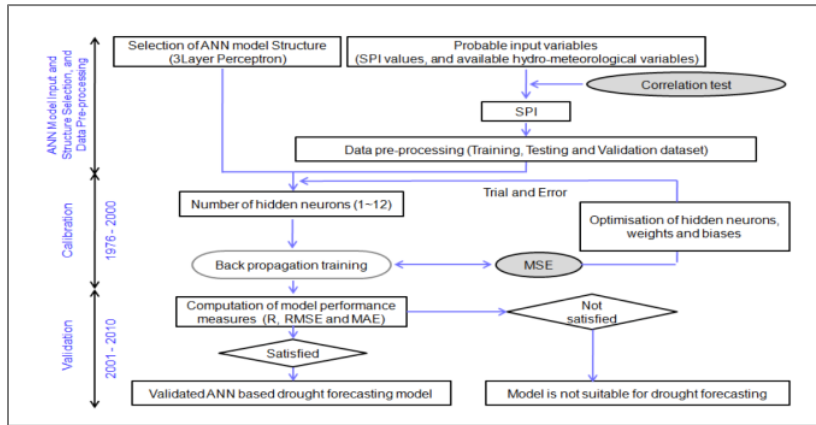 ANN Model Input and
Structure Selection, and
Data Pre-processing
Selection of ANN model Structure
(3Layer Perceptron)
Probable input variables
(SPI values, and available hydro-meteorological variables)
Correlation test
SPI
Data pre-processing (Training, Testing and Validation dataset)
Calibration
1976 - 2000
Trial and Error
Number of hidden neurons (1~12)
Optimisation of hidden neurons,
weights and biases
Back propagation training
MSE
Validation
2001 - 2010
Computation of model performance
measures (R, RMSE and MAE)
Not
satisfied
Satisfied
Validated ANN based drought forecasting model
Model is not suitable for drought forecasting